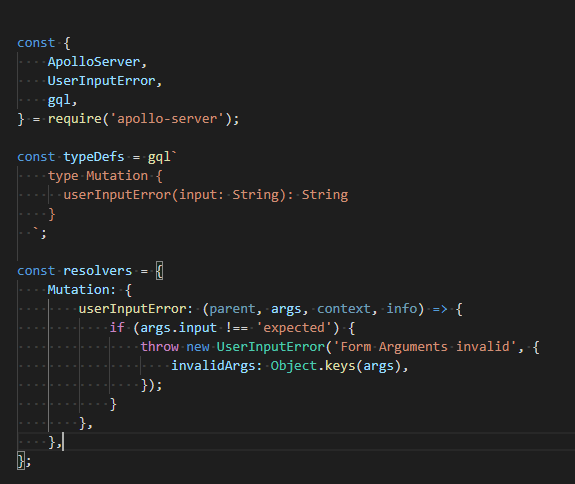 const {
    ApolloServer,
    UserInputError,
    gql,
} = require('apollo-server');

const typeDefs = gql`
    type Mutation {
      userInputError(input: String): String
    }
  `;

const resolvers = {
    Mutation: {
        userInputError: (parent, args, context, info) => {
            if (args.input !== 'expected') {
                throw new UserInputError('Form Arguments invalid', {
                    invalidArgs: Object.keys(args),
                });
            }
        },
    },
};